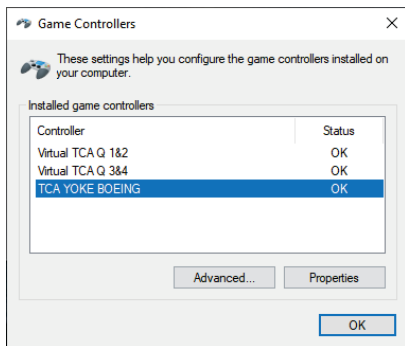 Game Controllers
These settings help you configure the game controllers installed on
your computer.
Installed game controllers
Controller Status
Virtual TCA Q 1&2 OK
Virtual TCA Q 3&4 OK
TCA YOKE BOEING OK
Advanced... Properties
OK